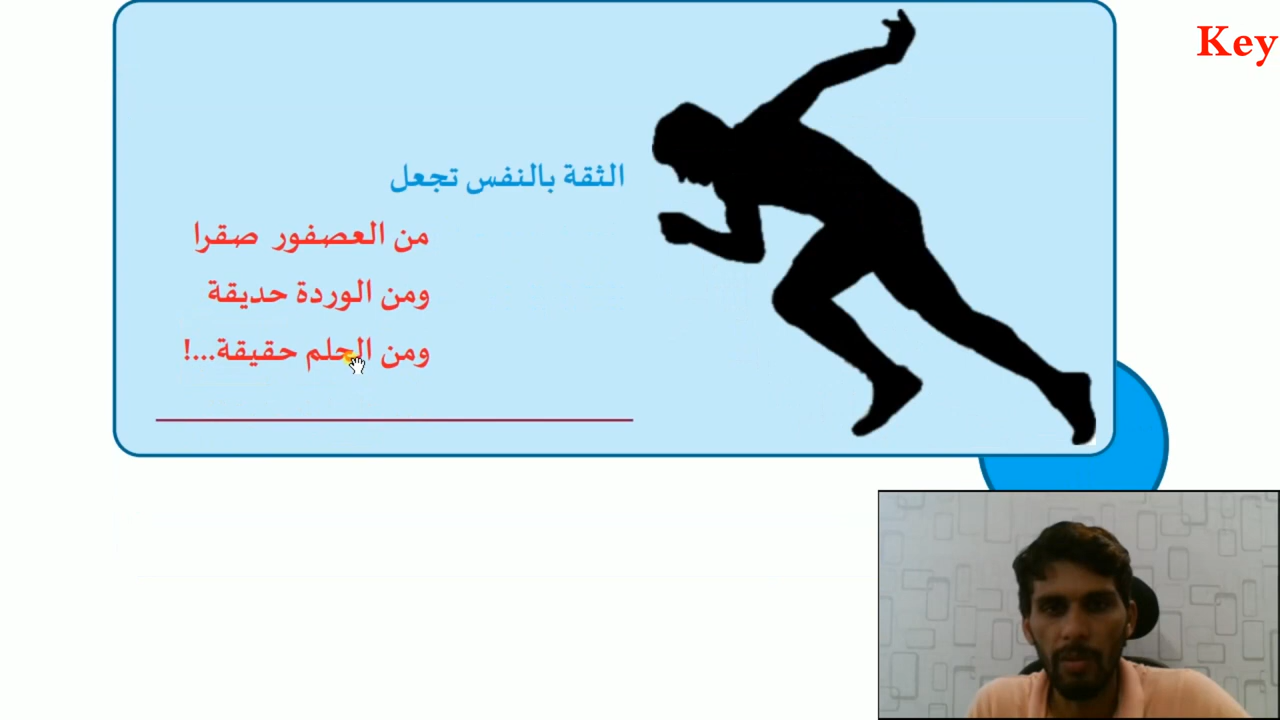 Key
الثقة بالنفس تجعل
من العصفور صقرا
ومن الوردة حديقة
ومن الحلم حقيقة...!